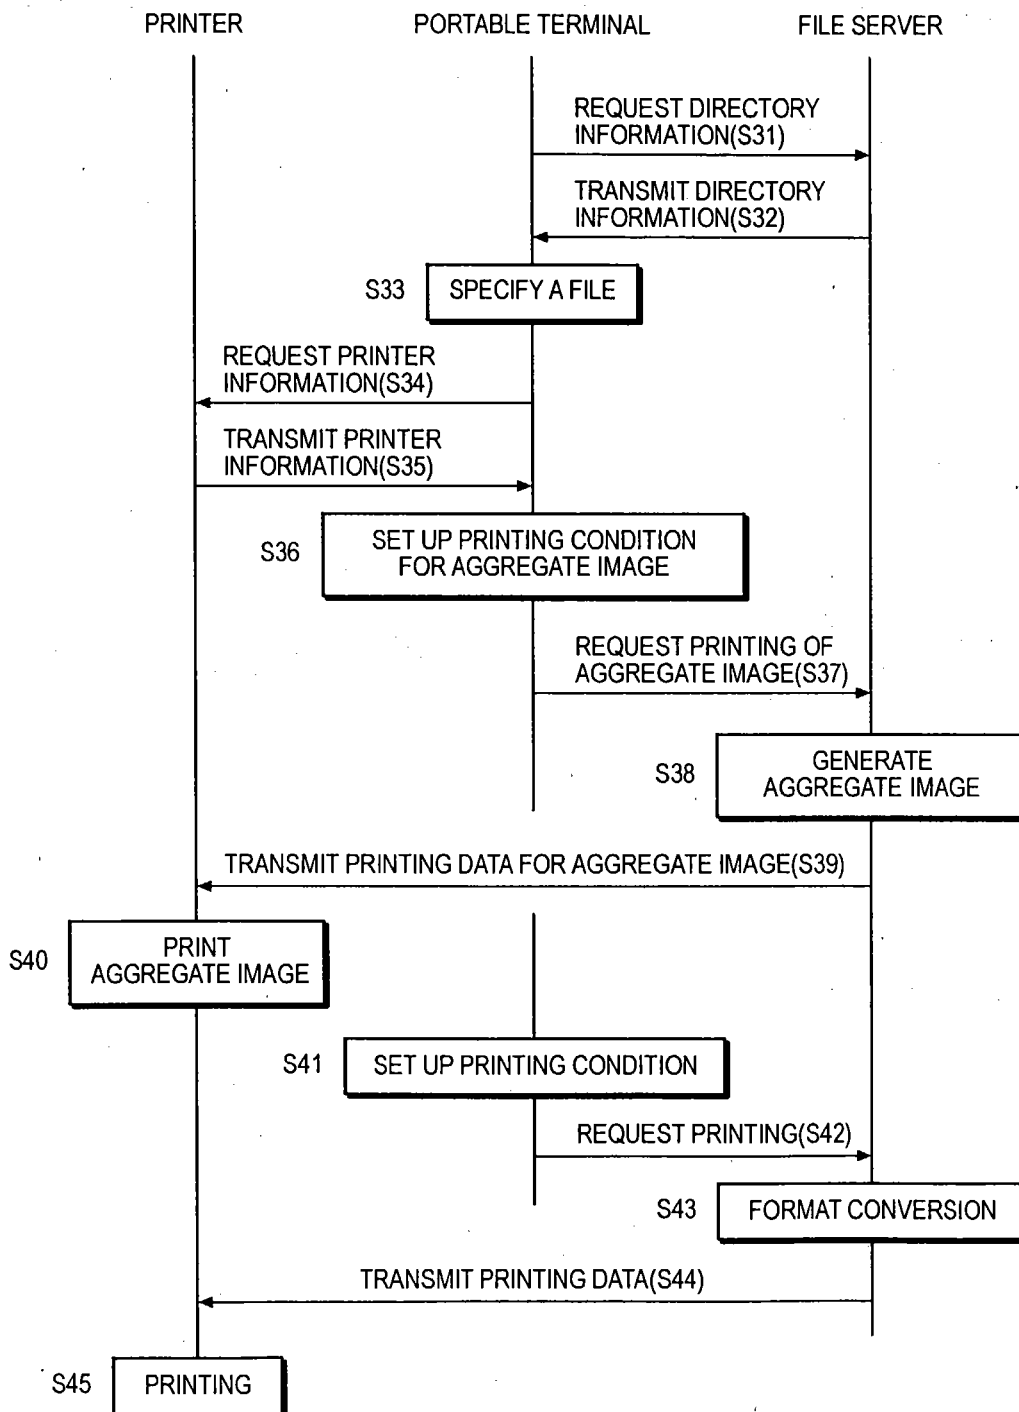 PRINTER
PORTABLE TERMINAL
FILE SERVER
REQUEST DIRECTORY
INFORMATION(S31)
TRANSMIT DIRECTORY
INFORMATION(S32)
S33
SPECIFY A FILE
REQUEST PRINTER
INFORMATION(S34)
TRANSMIT PRINTER
INFORMATION(S35)
S36
SET UP PRINTING CONDITION
FOR AGGREGATE IMAGE
REQUEST PRINTING OF
AGGREGATE IMAGE(S37)
S38
GENERATE
AGGREGATE IMAGE
TRANSMIT PRINTING DATA FOR AGGREGATE IMAGE(S39)
S40
PRINT
AGGREGATE IMAGE
S41
SET UP PRINTING CONDITION
REQUEST PRINTING(S42)
S43
FORMAT CONVERSION
TRANSMIT PRINTING DATA(S44)
S45
PRINTING